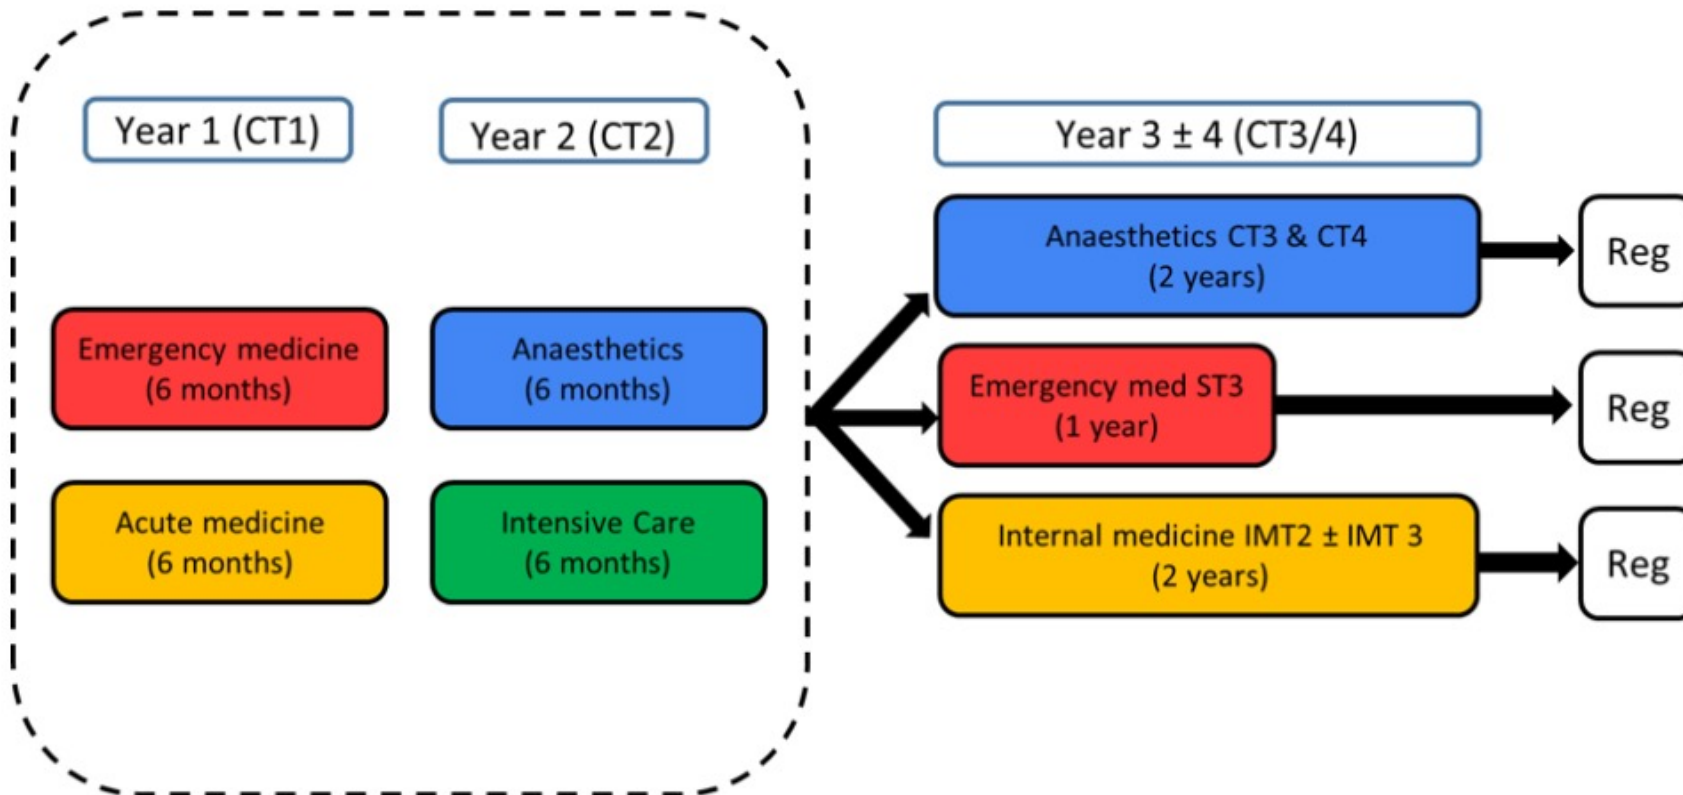 Year 1 (CT1)
Year 2 (CT2)
Year 3 ± 4 (CT3/4)
Emergency medicine
(6 months)
Acute medicine
(6 months)
Anaesthetics
(6 months)
Intensive Care
(6 months)
Anaesthetics CT3 & CT4
(2 years)
Reg
Emergency med ST3
(1 year)
Reg
Internal medicine IMT2 ± IMT 3
(2 years)
Reg